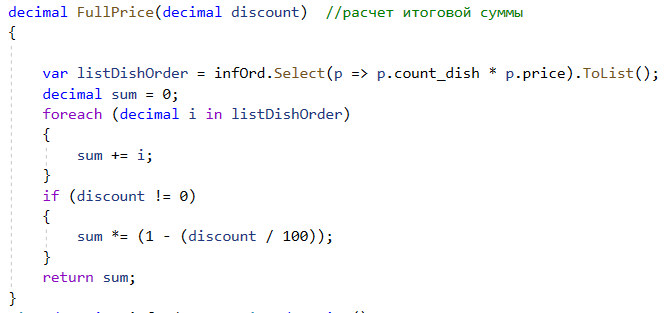 decimal FullPrice(decimal discount)  //расчет итоговой суммы
{
var listDishOrder = infOrd.Select(p => p.count_dish * p.price).ToList();
decimal sum = 0;
foreach (decimal i in listDishOrder)
{
sum += i;
}
if (discount != 0)
{
sum *= (1 - (discount / 100));
}
return sum;
}